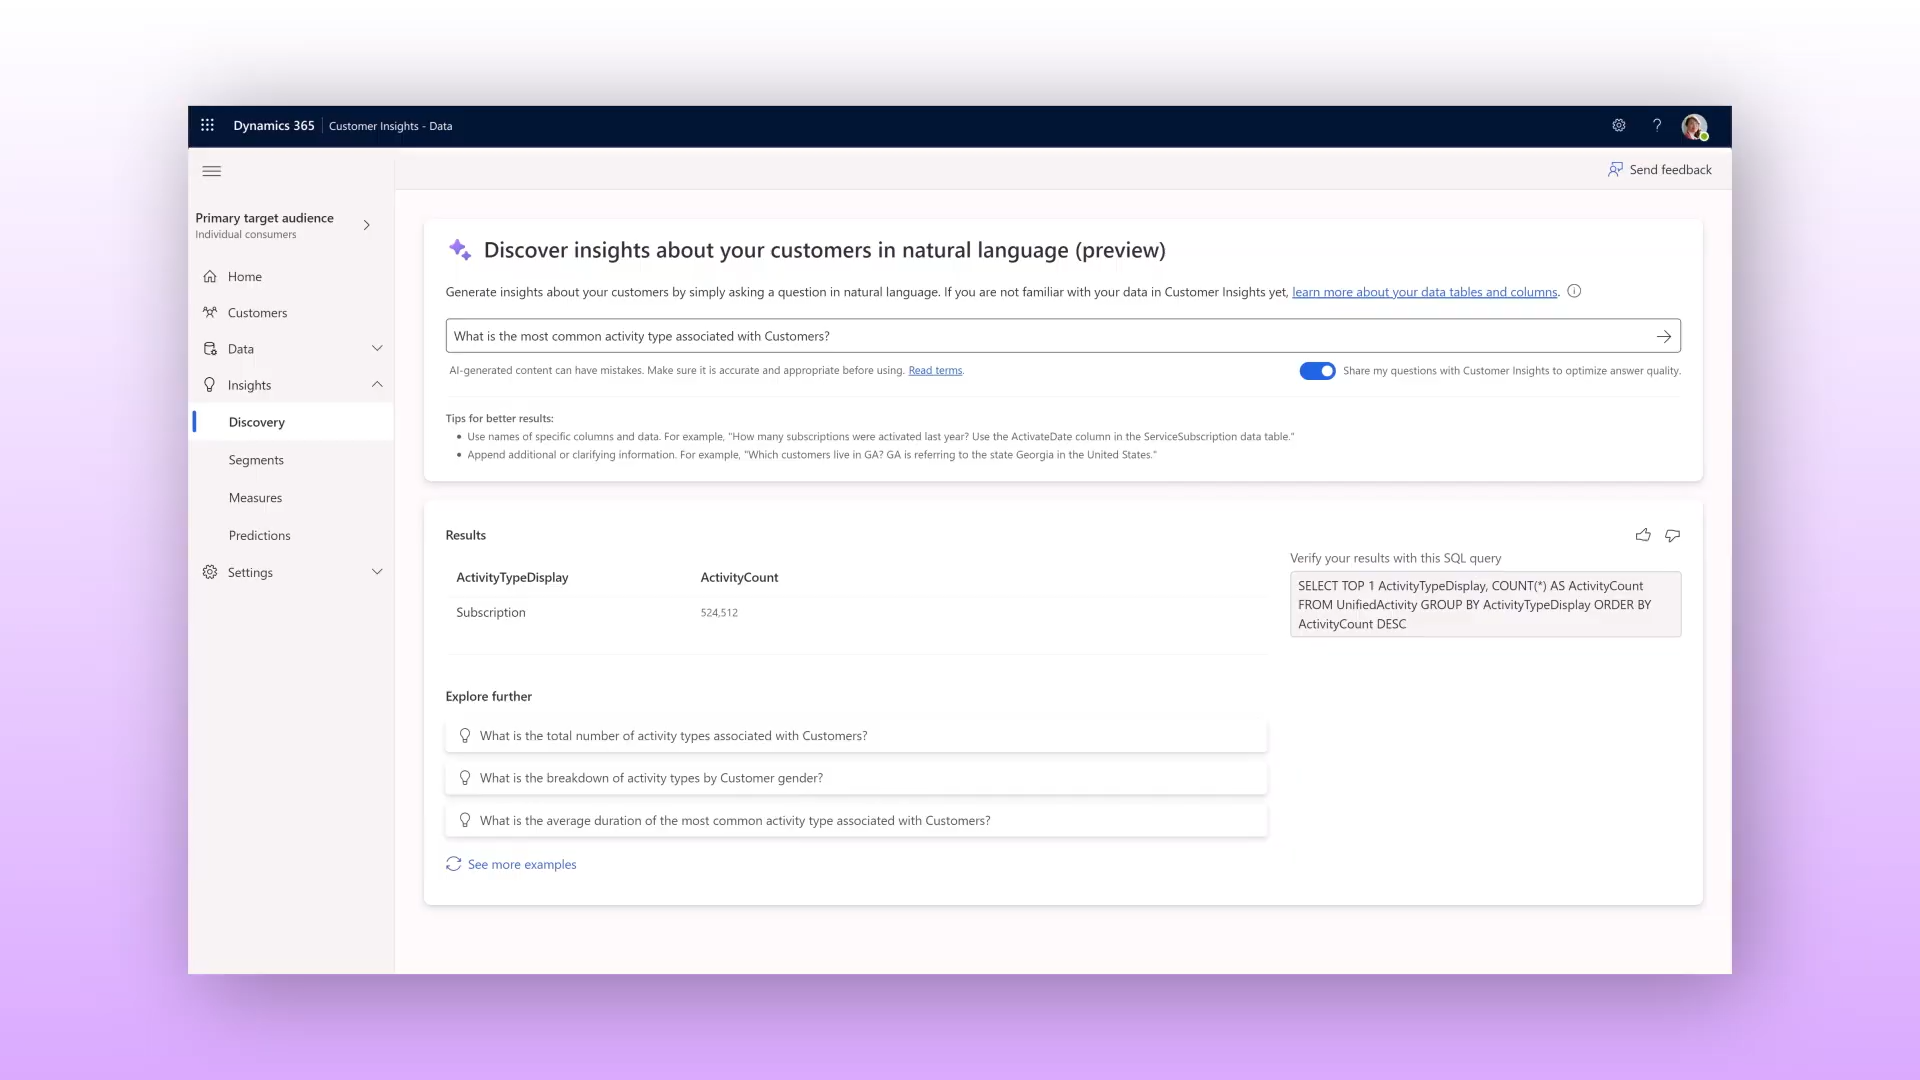 Dynamics 365 Customer Insights - Data
Send feedback
Primary target audience
Individual consumers
Home
Customers
Data
Insights
Discovery
Segments
Measures
Predictions
Settings
Discover insights about your customers in natural language (preview)
Generate insights about your customers by simply asking a question in natural language. If you are not familiar with your data in Customer Insights yet, learn more about your data tables and columns.
What is the most common activity type associated with Customers?
AI-generated content can have mistakes. Make sure it is accurate and appropriate before using. Read terms.
Share my questions with Customer Insights to optimize answer quality.
Tips for better results:
• Use names of specific columns and data. For example, "How many subscriptions were activated last year? Use the ActivateDate column in the ServiceSubscription data table."
• Append additional or clarifying information. For example, "Which customers live in GA? GA is referring to the state Georgia in the United States."
Results
ActivityTypeDisplay ActivityCount
Subscription 524,512
Verify your results with this SQL query
SELECT TOP 1 ActivityTypeDisplay, COUNT(*) AS ActivityCount
FROM UnifiedActivity GROUP BY ActivityTypeDisplay ORDER BY
ActivityCount DESC
Explore further
What is the total number of activity types associated with Customers?
What is the breakdown of activity types by Customer gender?
What is the average duration of the most common activity type associated with Customers?
See more examples